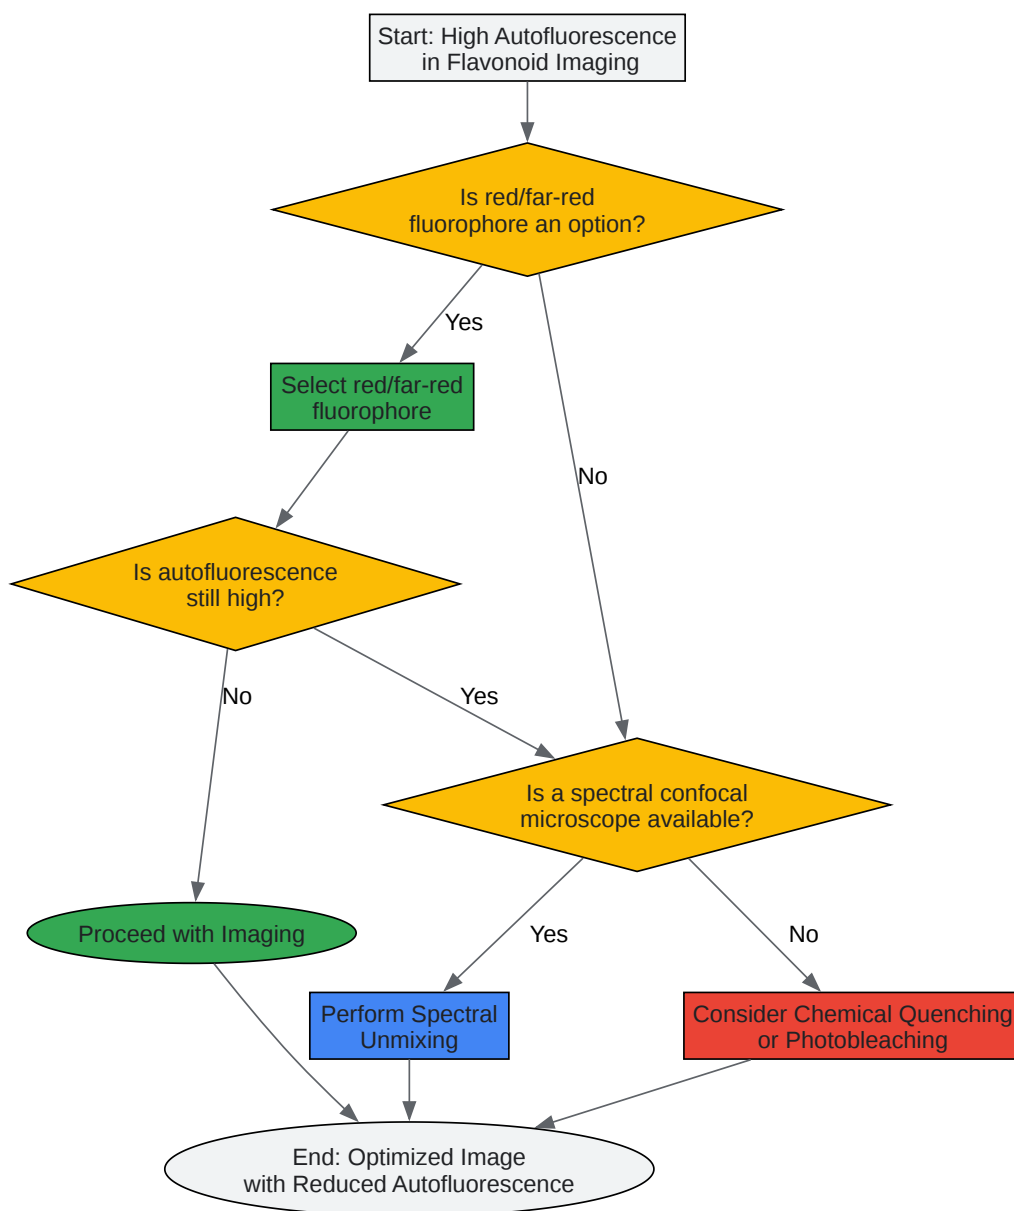 Start: High Autofluorescence
in Flavonoid Imaging
Is red/far-red
fluorophore an option?
Yes
Select red/far-red
fluorophore
No
Is autofluorescence
still high?
No
Yes
Is a spectral confocal
microscope available?
Proceed with Imaging
Yes
No
Perform Spectral
Unmixing
Consider Chemical Quenching
or Photobleaching
End: Optimized Image
with Reduced Autofluorescence